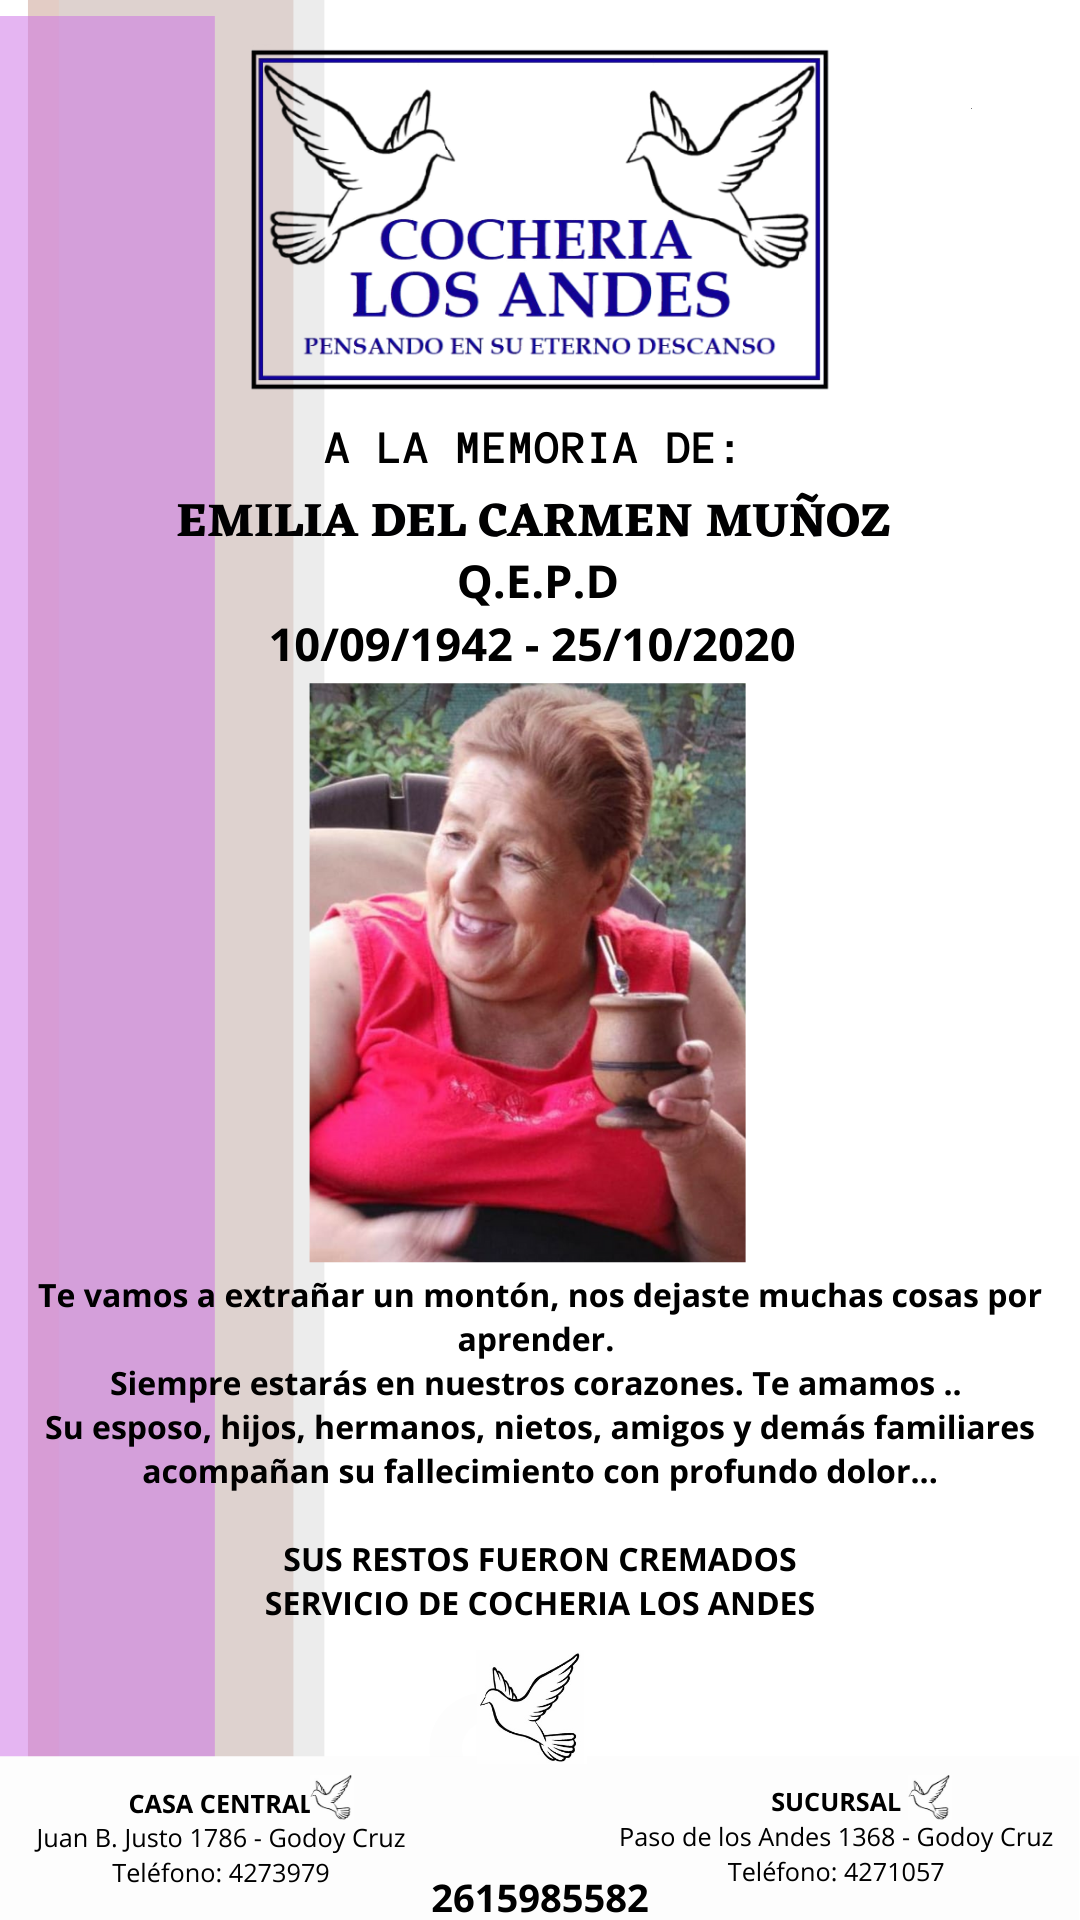 COCHERIA
LOS ANDES
PENSANDO EN SU ETERNO DESCANSO
A LA MEMORIA DE:
EMILIA DEL CARMEN MUÑOZ
Q.E.P.D
10/09/1942 - 25/10/2020
Te vamos a extrañar un montón, nos dejaste muchas cosas por
aprender.
Siempre estarás en nuestros corazones. Te amamos ..
Su esposo, hijos, hermanos, nietos, amigos y demás familiares
acompañan su fallecimiento con profundo dolor...
SUS RESTOS FUERON CREMADOS
SERVICIO DE COCHERIA LOS ANDES
CASA CENTRAL
Juan B. Justo 1786 - Godoy Cruz
Teléfono: 4273979
SUCURSAL
Paso de los Andes 1368 - Godoy Cruz
Teléfono: 4271057
2615985582